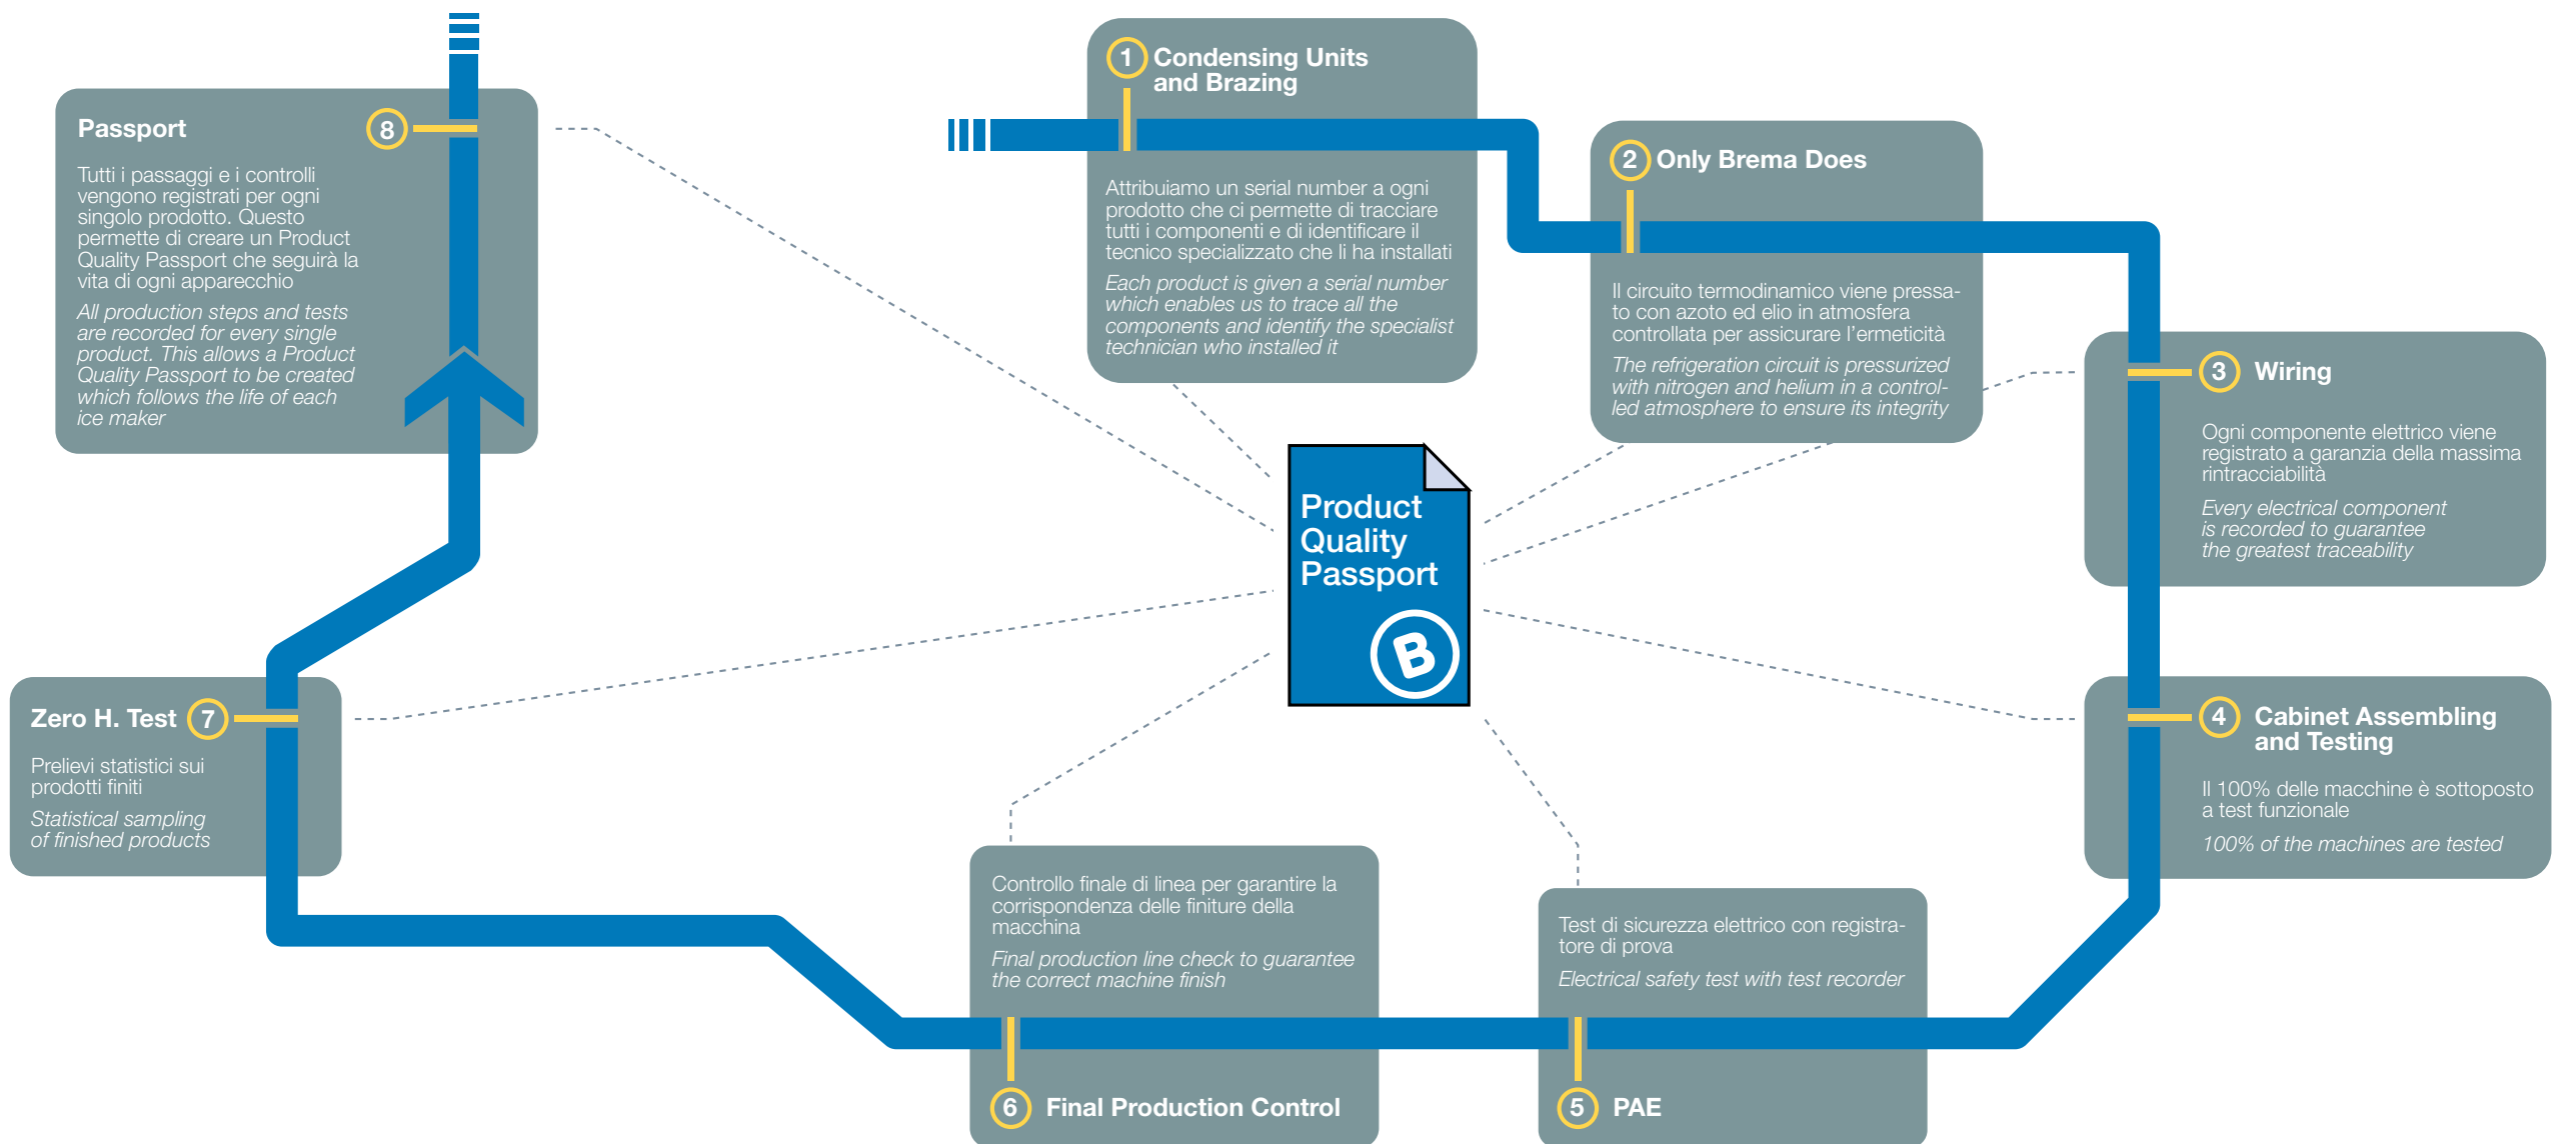 1
Condensing Units
and Brazing
Attribuiamo un serial number a ogni
prodotto che ci permette di tracciare
tutti i componenti e di identificare il
tecnico specializzato che li ha installati
Each product is given a serial number
which enables us to trace all the
components and identify the specialist
technician who installed it
2
Only Brema Does
Il circuito termodinamico viene pressa-
to con azoto ed elio in atmosfera
controllata per assicurare l'ermeticità
The refrigeration circuit is pressurized
with nitrogen and helium in a control-
led atmosphere to ensure its integrity
3
Wiring
Ogni componente elettrico viene
registrato a garanzia della massima
rintracciabilità
Every electrical component
is recorded to guarantee
the greatest traceability
4
Cabinet Assembling
and Testing
Il 100% delle macchine è sottoposto
a test funzionale
100% of the machines are tested
Test di sicurezza elettrico con registra-
tore di prova
Electrical safety test with test recorder
5
PAE
Controllo finale di linea per garantire la
corrispondenza delle finiture della
macchina
Final production line check to guarantee
the correct machine finish
6
Final Production Control
Zero H. Test
7
Prelievi statistici sui
prodotti finiti
Statistical sampling
of finished products
Passport
8
Tutti i passaggi e i controlli
vengono registrati per ogni
singolo prodotto. Questo
permette di creare un Product
Quality Passport che seguirà la
vita di ogni apparecchio
All production steps and tests
are recorded for every single
product. This allows a Product
Quality Passport to be created
which follows the life of each
ice maker
Product
Quality
Passport
B